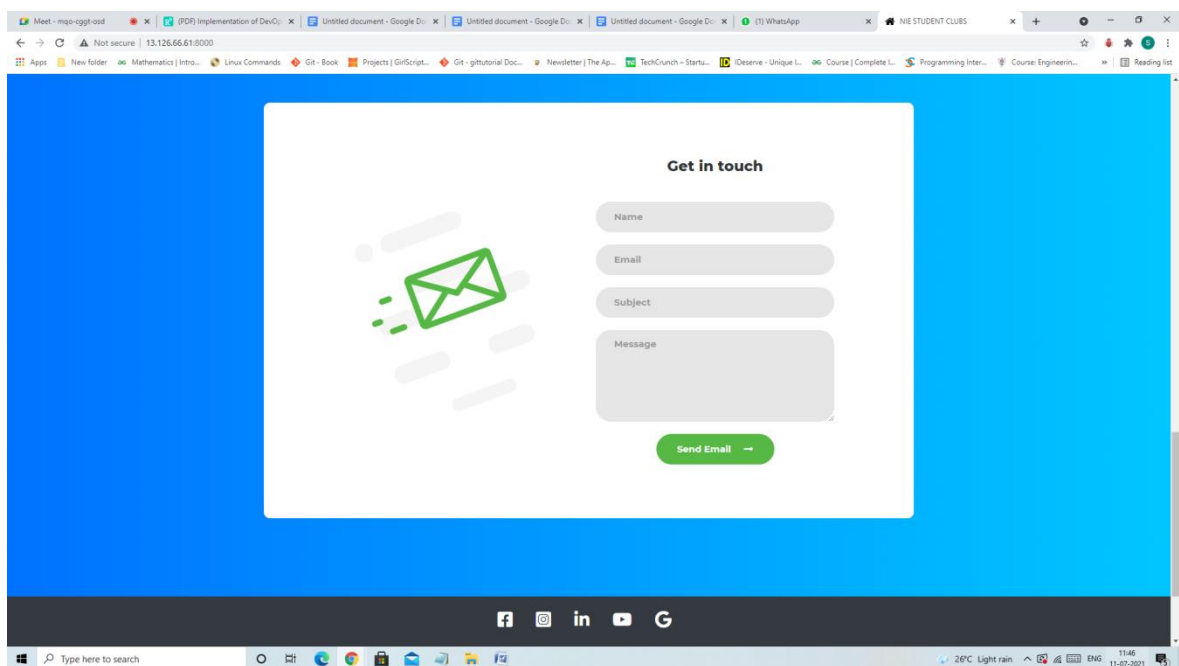 Meet - mqo-cggt-osd
(PDF) Implementation of DevOp
Untitled document - Google Do
Untitled document - Google Do
Untitled document - Google Do
(1) WhatsApp
NIE STUDENT CLUBS
Not secure | 13.126.66.61:8000
Apps
New folder
Mathematics | Intro...
Linux Commands
Git - Book
Projects | GirlScript...
Git - gittutorial Doc...
Newsletter | The Ap...
TechCrunch – Startu...
IDeserve - Unique I...
Course | Complete I...
Programming Inter...
Course: Engineerin...
Reading list
Get in touch
Name
Email
Subject
Message
Send Email →
in
G
Type here to search
26°C Light rain
ENG
11:46
11-07-2021